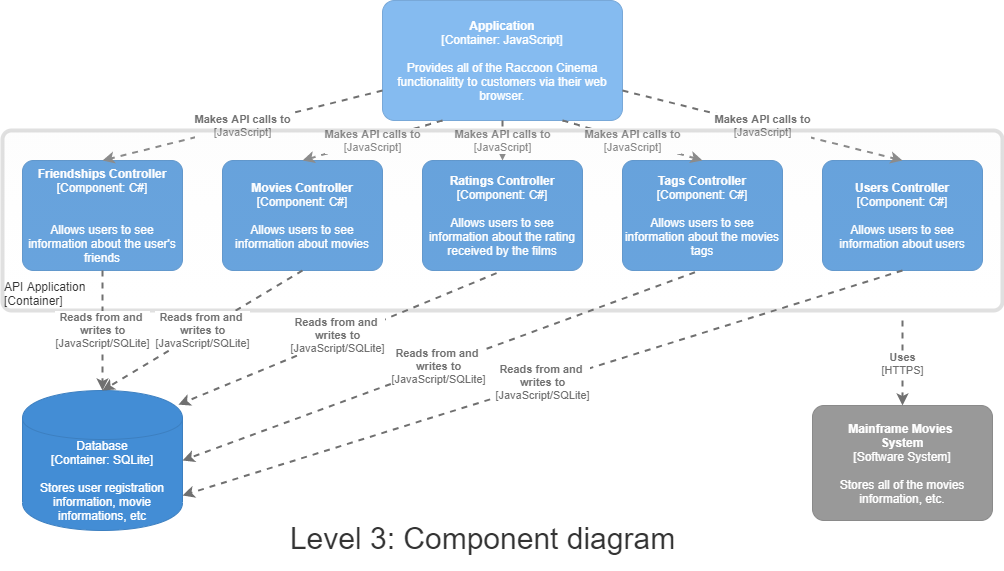 Application
[Container: JavaScript]
Provides all of the Raccoon Cinema
functionalitty to customers via their web
browser.
Makes API calls to
[JavaScript]
Makes API calls to
[JavaScript]
Makes API calls to
[JavaScript]
Makes API calls to
[JavaScript]
Makes API calls to
[JavaScript]
Friendships Controller
[Component: C#]
Allows users to see
information about the user's
friends
Movies Controller
[Component: C#]
Allows users to see
information about movies
Ratings Controller
[Component: C#]
Allows users to see
information about the rating
received by the films
Tags Controller
[Component: C#]
Allows users to see
information about the movies
tags
Users Controller
[Component: C#]
Allows users to see
information about users
API Application
[Container]
Reads from and
writes to
[JavaScript/SQLite]
Reads from and
writes to
[JavaScript/SQLite]
Reads from and
writes to
[JavaScript/SQLite]
Reads from and
writes to
[JavaScript/SQLite]
Reads from and
writes to
[JavaScript/SQLite]
Uses
[HTTPS]
Database
[Container: SQLite]
Stores user registration
information, movie
informations, etc
Mainframe Movies
System
[Software System]
Stores all of the movies
information, etc.
Level 3: Component diagram